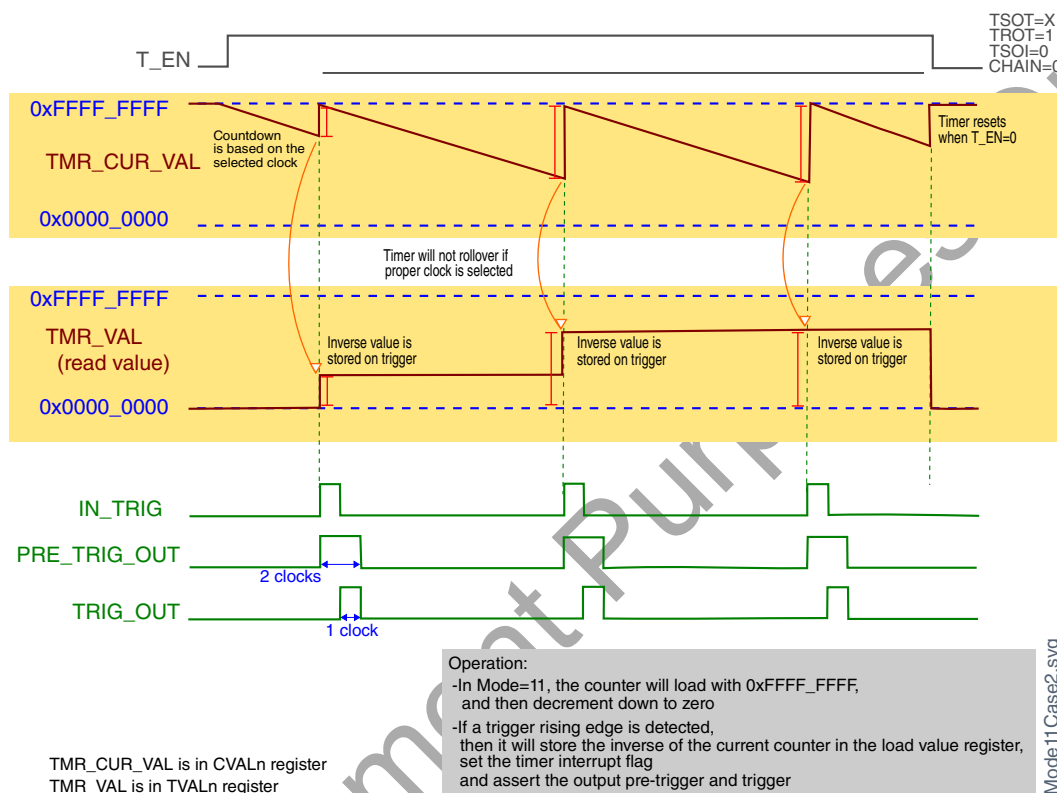 TSOT=X
TROT=1
TSOI=0
CHAIN=0
T_EN
0xFFFF_FFFF
Countdown
is based on the
selected clock
TMR_CUR_VAL
Timer resets
when T_EN=0
0x0000_0000
Timer will not rollover if
proper clock is selected
0xFFFF_FFFF
TMR_VAL
(read value)
Inverse value is
stored on trigger
Inverse value is
stored on trigger
Inverse value is
stored on trigger
0x0000_0000
IN_TRIG
PRE_TRIG_OUT
2 clocks
TRIG_OUT
1 clock
Operation:
-In Mode=11, the counter will load with 0xFFFF_FFFF,
and then decrement down to zero
-If a trigger rising edge is detected,
then it will store the inverse of the current counter in the load value register,
set the timer interrupt flag
and assert the output pre-trigger and trigger
TMR_CUR_VAL is in CVALn register
TMR_VAL is in TVALn register
Mode11Case2.svg
ment Purposes